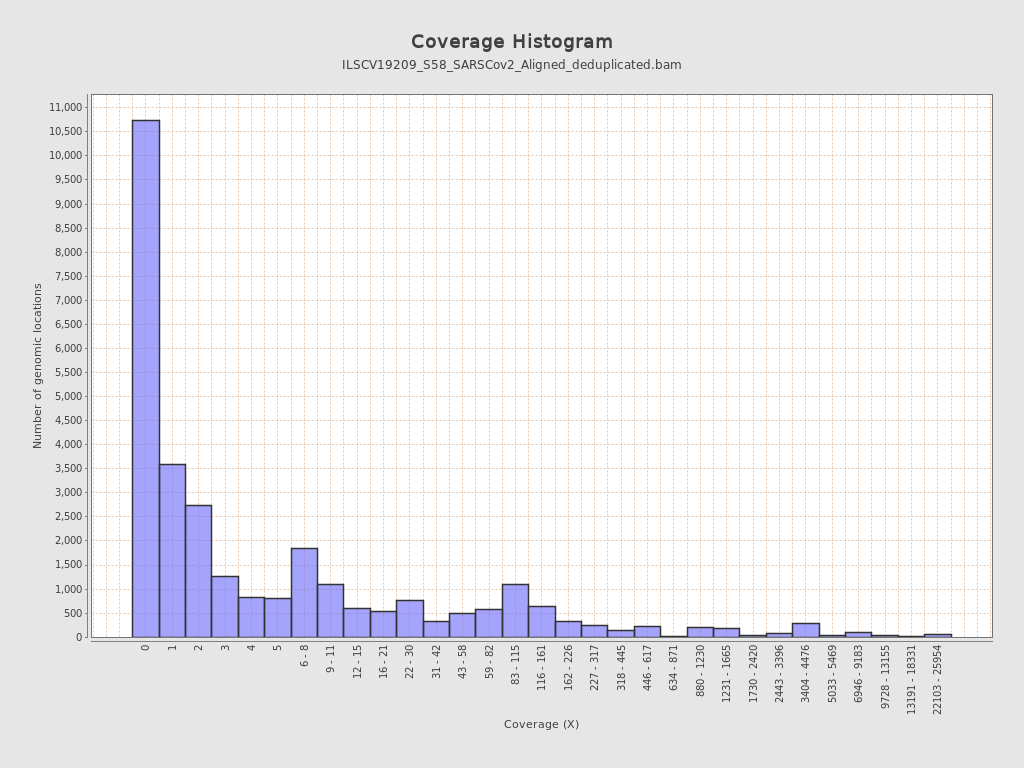 Coverage Histogram
ILSCV19209_S58_SARSCov2_Aligned_deduplicated.bam
Number of genomic locations
11,000
10,500
10,000
9,500
9,000
8,500
8,000
7,500
7,000
6,500
6,000
5,500
5,000
4,500
4,000
3,500
3,000
2,500
2,000
1,500
1,000
500
0
0
1
2
3
4
5
6 - 8
9 - 11
12 - 15
16 - 21
22 - 30
31 - 42
43 - 58
59 - 82
83 - 115
116 - 161
162 - 226
227 - 317
318 - 445
446 - 617
634 - 871
880 - 1230
1231 - 1665
1730 - 2420
2443 - 3396
3404 - 4476
5033 - 5469
6946 - 9183
9728 - 13155
13191 - 18331
22103 - 25954
Coverage (X)